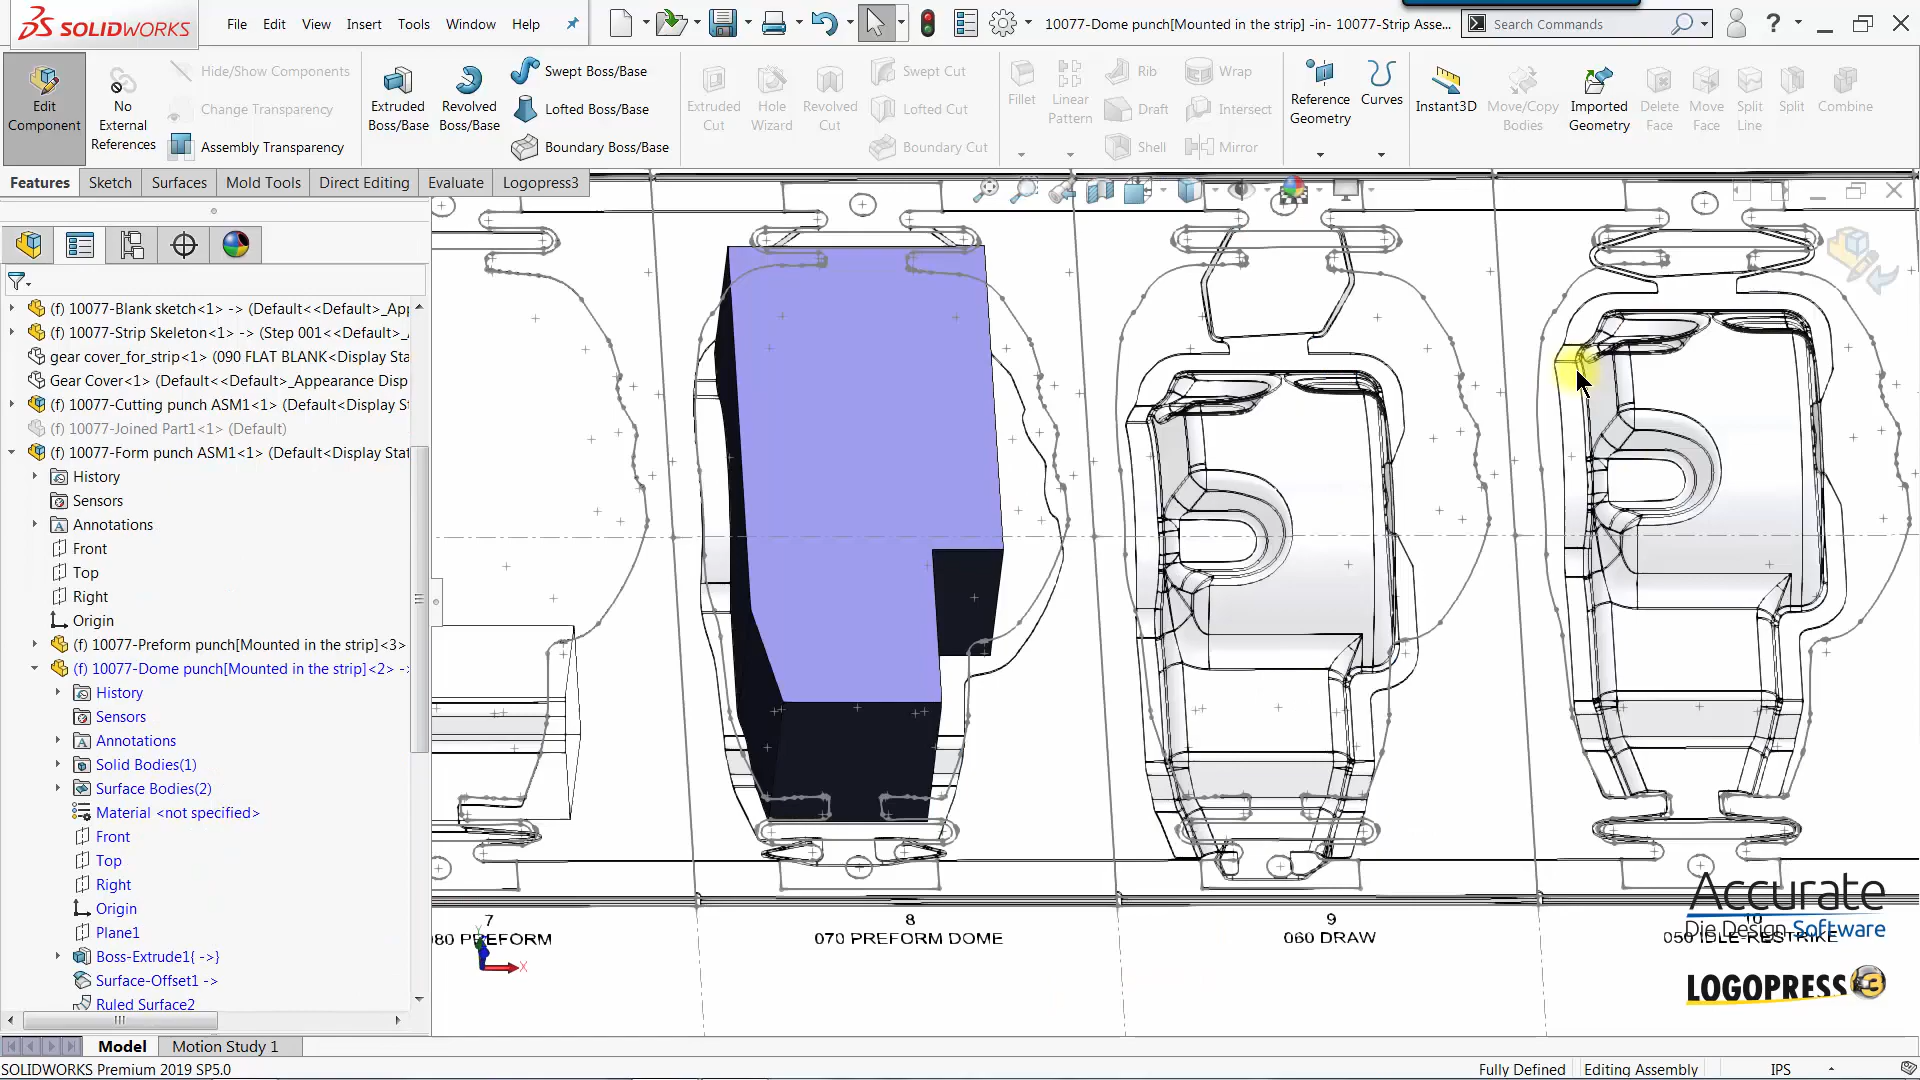 SOLIDWORKS
File
Edit
View
Insert
Tools
Window
Help
10077-Dome punch[Mounted in the strip] -in- 10077-Strip Asse...
Search Commands
?
Edit Component
No External References
Hide/Show Components
Change Transparency
Assembly Transparency
Extruded Boss/Base
Revolved Boss/Base
Swept Boss/Base
Lofted Boss/Base
Boundary Boss/Base
Extruded Cut
Hole Wizard
Revolved Cut
Swept Cut
Lofted Cut
Boundary Cut
Fillet
Linear Pattern
Rib
Draft
Shell
Wrap
Intersect
Mirror
Reference Geometry
Curves
Instant3D
Move/Copy Bodies
Imported Geometry
Delete Face
Move Face
Split Line
Split
Combine
Features
Sketch
Surfaces
Mold Tools
Direct Editing
Evaluate
Logopress3
(f) 10077-Blank sketch<1> -> (Default<<Default>_App
(f) 10077-Strip Skeleton<1> -> (Step 001<<Default>_
gear cover_for_strip<1> (090 FLAT BLANK<Display Sta
Gear Cover<1> (Default<<Default>_Appearance Disp
(f) 10077-Cutting punch ASM1<1> (Default<Display St
(f) 10077-Joined Part1<1> (Default)
(f) 10077-Form punch ASM1<1> (Default<Display Stat
History
Sensors
Annotations
Front
Top
Right
Origin
(f) 10077-Preform punch[Mounted in the strip]<3>
(f) 10077-Dome punch[Mounted in the strip]<2> ->
History
Sensors
Annotations
Solid Bodies(1)
Surface Bodies(2)
Material <not specified>
Front
Top
Right
Origin
Plane1
Boss-Extrude1{ ->}
Surface-Offset1 ->
Ruled Surface2
7
080 PREFORM
8
070 PREFORM DOME
9
060 DRAW
10
050 IDLE-RESTRIKE
Y
X
Accurate
Die Design Software
LOGOPRESS 3
Model
Motion Study 1
SOLIDWORKS Premium 2019 SP5.0
Fully Defined
Editing Assembly
IPS